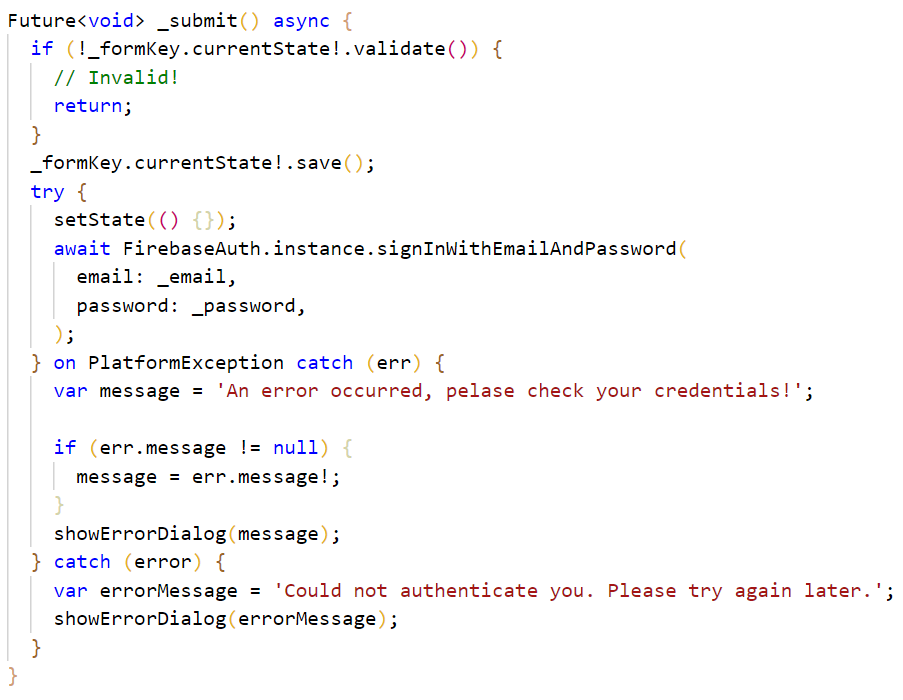 Future<void> _submit() async {
if (!_formKey.currentState!.validate()) {
// Invalid!
return;
}
_formKey.currentState!.save();
try {
setState(() {});
await FirebaseAuth.instance.signInWithEmailAndPassword(
email: _email,
password: _password,
);
} on PlatformException catch (err) {
var message = 'An error occurred, pelase check your credentials!';
if (err.message != null) {
message = err.message!;
}
showErrorDialog(message);
} catch (error) {
var errorMessage = 'Could not authenticate you. Please try again later.';
showErrorDialog(errorMessage);
}
}